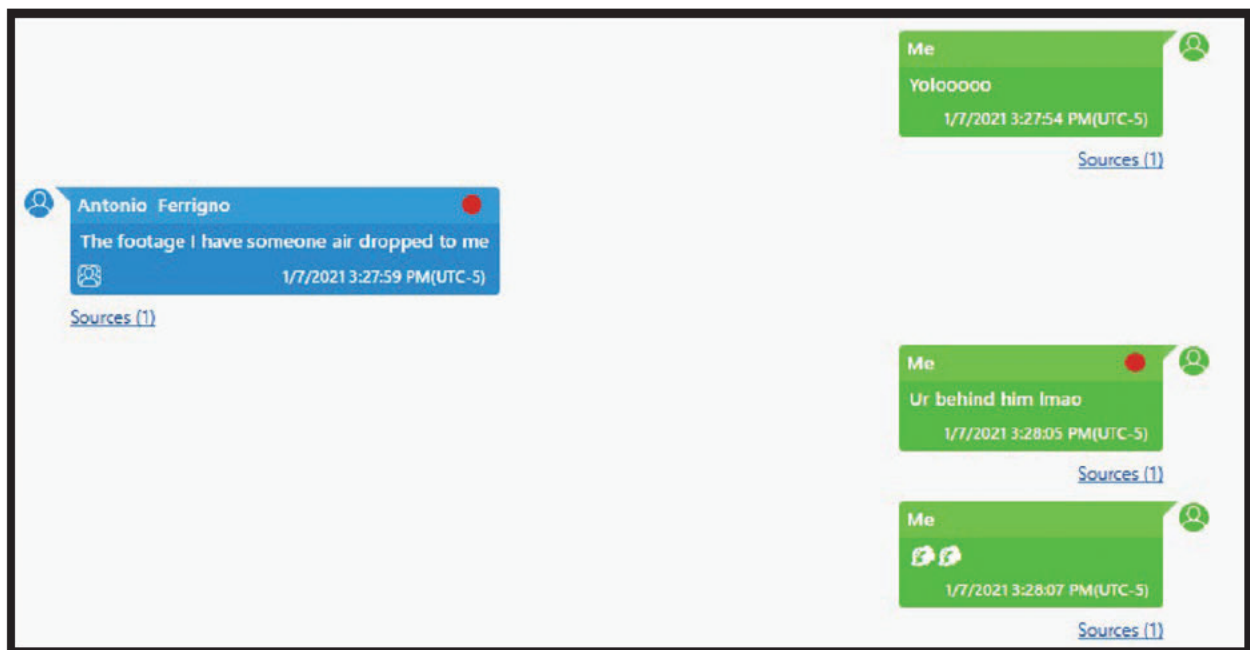 Me
Yolooooo
1/7/2021 3:27:54 PM(UTC-5)
Sources (1)
Antonio Ferrigno
The footage I have someone air dropped to me
1/7/2021 3:27:59 PM(UTC-5)
Sources (1)
Me
Ur behind him lmao
1/7/2021 3:28:05 PM(UTC-5)
Sources (1)
Me
1/7/2021 3:28:07 PM(UTC-5)
Sources (1)